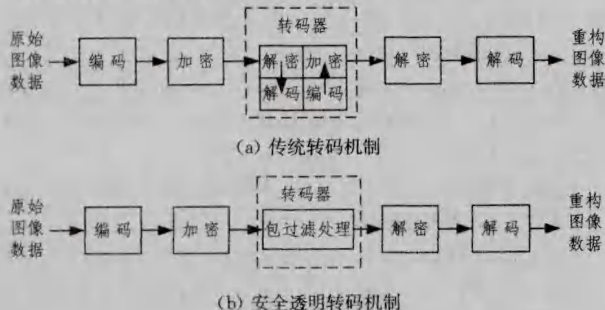 转码器
原始
图像
数据
编码
加密
解密 加密
解码 编码
解密
解码
重构
图像
数据
(a) 传统转码机制
转码器
原始
图像
数据
编码
加密
包过滤处理
解密
解码
重构
图像
数据
(b) 安全透明转码机制